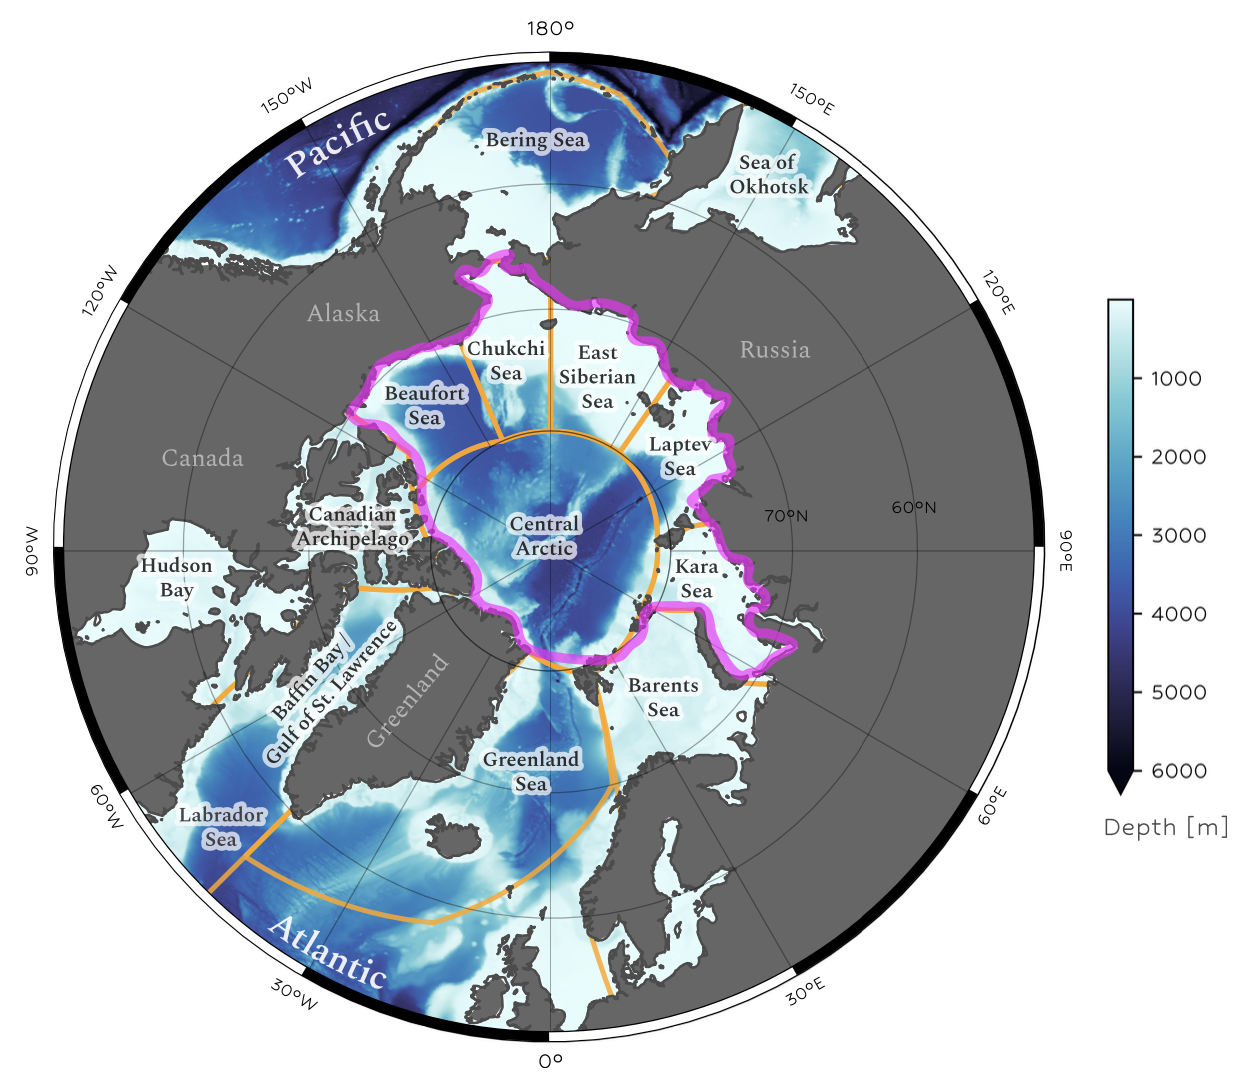 180°
150°W
150°E
Pacific
Bering Sea
Sea of
Okhotsk
120°W
120°E
Alaska
Russia
Chukchi
Sea
East
Siberian
Sea
Beaufort
Sea
Laptev
Sea
Canada
Canadian
Archipelago
Central
Arctic
70°N
60°N
90°W
90°E
Hudson
Bay
Kara
Sea
Baffin Bay/
Gulf of St. Lawrence
Greenland
Barents
Sea
Greenland
Sea
Labrador
Sea
60°W
60°E
Atlantic
30°W
30°E
0°
1000
2000
3000
4000
5000
6000
Depth [m]